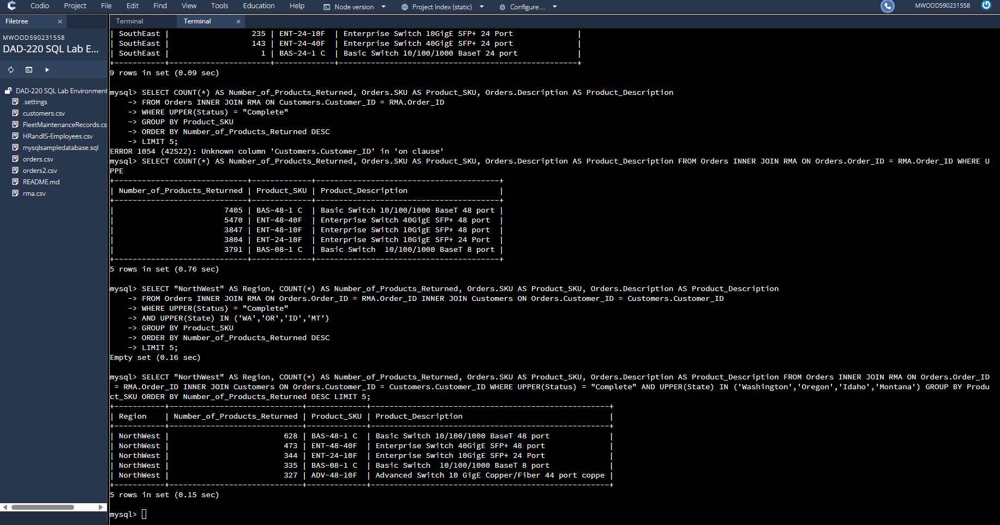 Codio Project File Edit Find View Tools Education Help Node version Project Index (static) Configure.... MWOOD590231558
Filetree × Terminal Terminal ×
MWOOD590231558
DAD-220 SQL Lab E...
DAD-220 SQL Lab Environment
.settings
customers.csv
FleetMaintenanceRecords.cs
HRandIS-Employees.csv
mysqlsampledatabase.sql
orders.csv
orders2.csv
README.md
rma.csv
| SouthEast | 235 | ENT-24-10F | Enterprise Switch 10GigE SFP+ 24 Port |
| SouthEast | 143 | ENT-24-40F | Enterprise Switch 40GigE SFP+ 24 port |
| SouthEast | 1 | BAS-24-1 C | Basic Switch 10/100/1000 BaseT 24 port |
+-----------+----------------------+-------------+----------------------------------------------------+
9 rows in set (0.09 sec)
mysql> SELECT COUNT(*) AS Number_of_Products_Returned, Orders.SKU AS Product_SKU, Orders.Description AS Product_Description
-> FROM Orders INNER JOIN RMA ON Customers.Customer_ID = RMA.Order_ID
-> WHERE UPPER(Status) = "Complete"
-> GROUP BY Product_SKU
-> ORDER BY Number_of_Products_Returned DESC
-> LIMIT 5;
ERROR 1054 (42S22): Unknown column 'Customers.Customer_ID' in 'on clause'
mysql> SELECT COUNT(*) AS Number_of_Products_Returned, Orders.SKU AS Product_SKU, Orders.Description AS Product_Description FROM Orders INNER JOIN RMA ON Orders.Order_ID = RMA.Order_ID WHERE U
PPE
+-----------------------------+-------------+----------------------------------------+
| Number_of_Products_Returned | Product_SKU | Product_Description |
+-----------------------------+-------------+----------------------------------------+
| 7405 | BAS-48-1 C | Basic Switch 10/100/1000 BaseT 48 port |
| 5470 | ENT-48-40F | Enterprise Switch 40GigE SFP+ 48 port |
| 3847 | ENT-48-10F | Enterprise Switch 10GigE SFP+ 48 port |
| 3804 | ENT-24-10F | Enterprise Switch 10GigE SFP+ 24 Port |
| 3791 | BAS-08-1 C | Basic Switch  10/100/1000 BaseT 8 port |
+-----------------------------+-------------+----------------------------------------+
5 rows in set (0.76 sec)
mysql> SELECT "NorthWest" AS Region, COUNT(*) AS Number_of_Products_Returned, Orders.SKU AS Product_SKU, Orders.Description AS Product_Description
-> FROM Orders INNER JOIN RMA ON Orders.Order_ID = RMA.Order_ID INNER JOIN Customers ON Orders.Customer_ID = Customers.Customer_ID
-> WHERE UPPER(Status) = "Complete"
-> AND UPPER(State) IN ('WA','OR','ID','MT')
-> GROUP BY Product_SKU
-> ORDER BY Number_of_Products_Returned DESC
-> LIMIT 5;
Empty set (0.16 sec)
mysql> SELECT "NorthWest" AS Region, COUNT(*) AS Number_of_Products_Returned, Orders.SKU AS Product_SKU, Orders.Description AS Product_Description FROM Orders INNER JOIN RMA ON Orders.Order_ID
= RMA.Order_ID INNER JOIN Customers ON Orders.Customer_ID = Customers.Customer_ID WHERE UPPER(Status) = "Complete" AND UPPER(State) IN ('Washington','Oregon','Idaho','Montana') GROUP BY Produ
ct_SKU ORDER BY Number_of_Products_Returned DESC LIMIT 5;
+-----------+-----------------------------+-------------+----------------------------------------------------+
| Region | Number_of_Products_Returned | Product_SKU | Product_Description |
+-----------+-----------------------------+-------------+----------------------------------------------------+
| NorthWest | 628 | BAS-48-1 C | Basic Switch 10/100/1000 BaseT 48 port |
| NorthWest | 473 | ENT-48-40F | Enterprise Switch 40GigE SFP+ 48 port |
| NorthWest | 344 | ENT-24-10F | Enterprise Switch 10GigE SFP+ 24 Port |
| NorthWest | 335 | BAS-08-1 C | Basic Switch  10/100/1000 BaseT 8 port |
| NorthWest | 327 | ADV-48-10F | Advanced Switch 10 GigE Copper/Fiber 44 port coppe |
+-----------+-----------------------------+-------------+----------------------------------------------------+
5 rows in set (0.15 sec)
mysql>